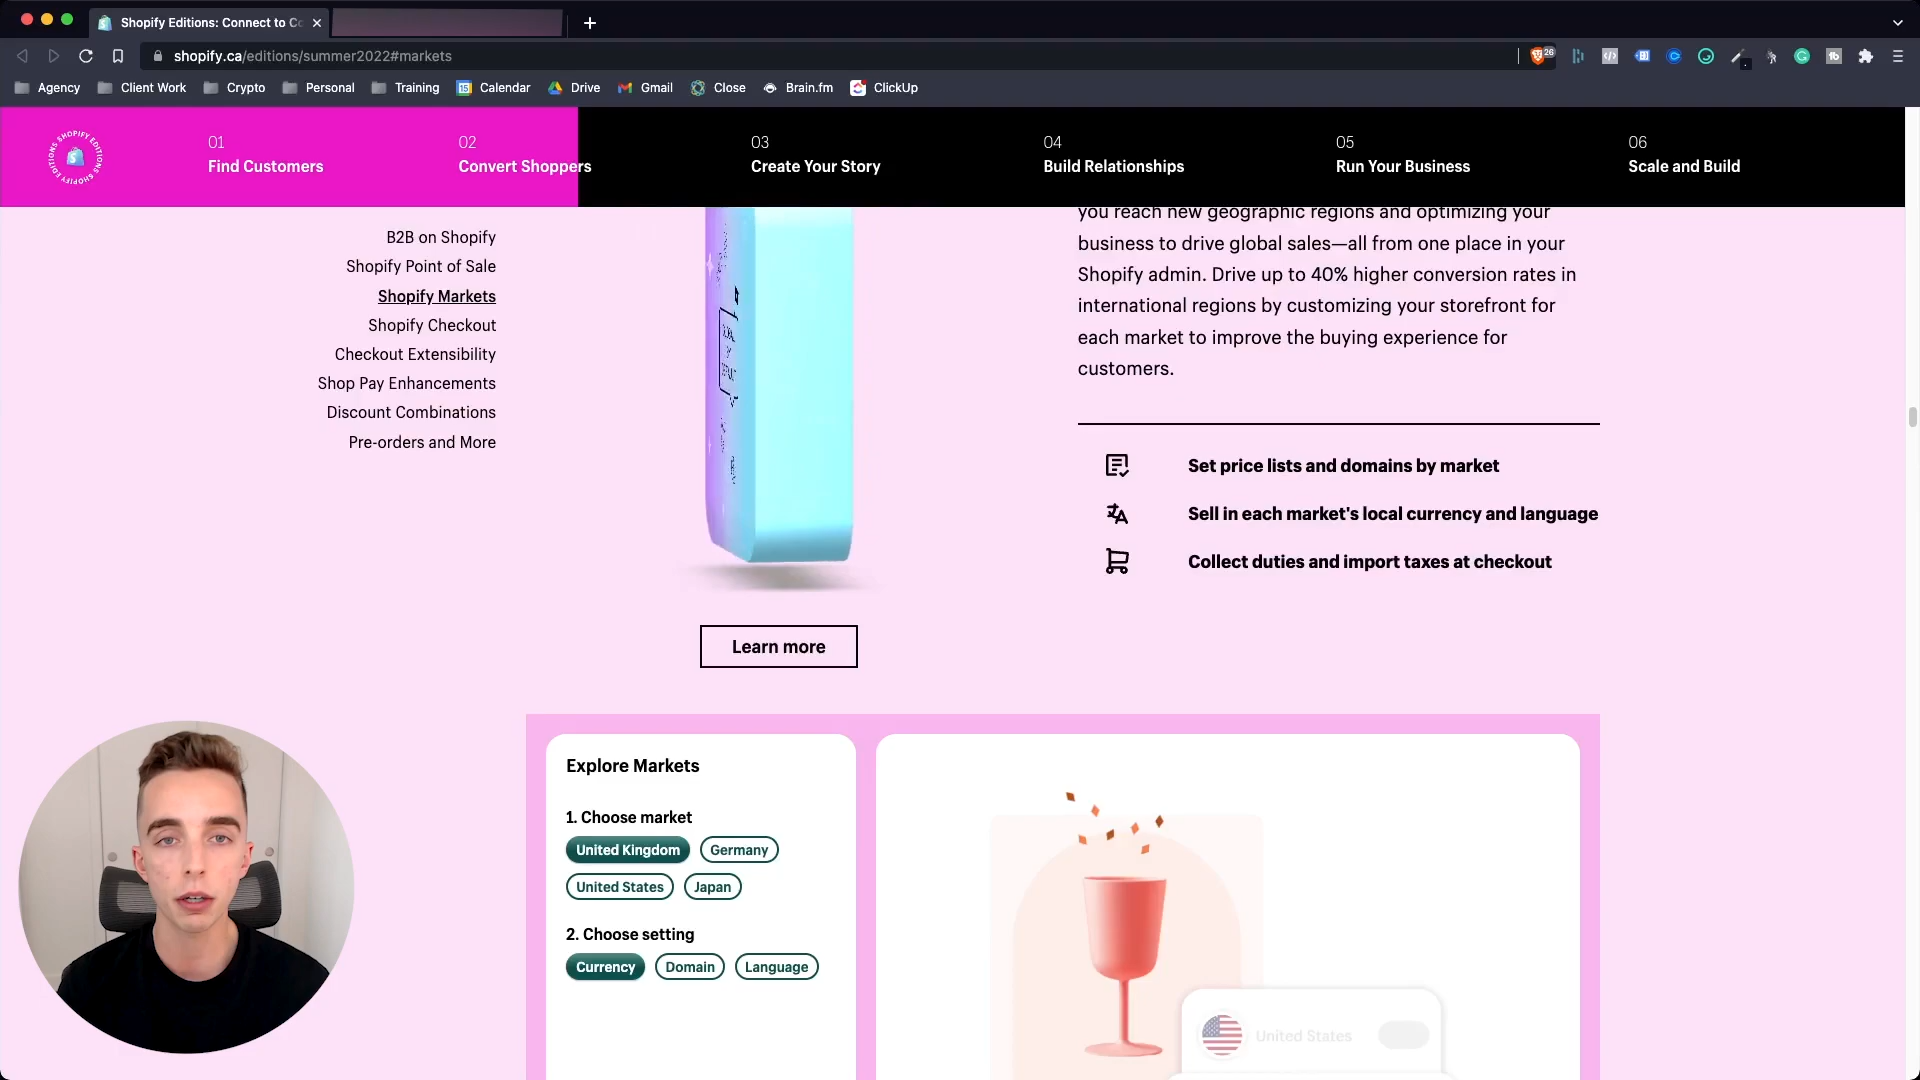 Shopify Editions: Connect to Co
shopify.ca/editions/summer2022#markets
26
Agency
Client Work
Crypto
Personal
Training
Calendar
Drive
Gmail
Close
Brain.fm
ClickUp
SHOPIFY EDITIONS SHOPIFY EDITIONS
01
Find Customers
02
Convert Shoppers
03
Create Your Story
04
Build Relationships
05
Run Your Business
06
Scale and Build
B2B on Shopify
Shopify Point of Sale
Shopify Markets
Shopify Checkout
Checkout Extensibility
Shop Pay Enhancements
Discount Combinations
Pre-orders and More
you reach new geographic regions and optimizing your
business to drive global sales—all from one place in your
Shopify admin. Drive up to 40% higher conversion rates in
international regions by customizing your storefront for
each market to improve the buying experience for
customers.
Set price lists and domains by market
Sell in each market's local currency and language
Collect duties and import taxes at checkout
Learn more
Explore Markets
1. Choose market
United Kingdom
Germany
United States
Japan
2. Choose setting
Currency
Domain
Language
United States